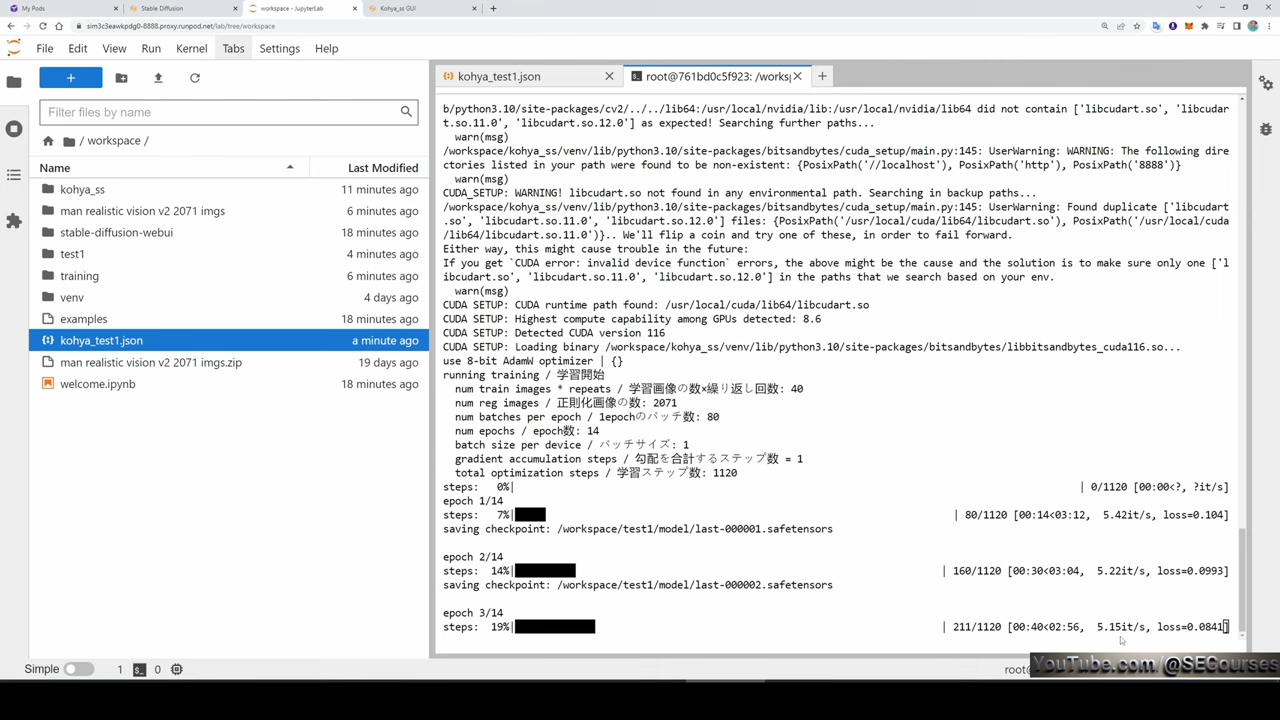 My Pods
Stable Diffusion
workspace - JupyterLab
Kohya_ss GUI
sim3c3eawkpdg0-8888.proxy.runpod.net/lab/tree/workspace
File Edit View Run Kernel Tabs Settings Help
kohya_test1.json
root@761bd0c5f923: /works
Filter files by name
/ workspace /
Name Last Modified
kohya_ss 11 minutes ago
man realistic vision v2 2071 imgs 6 minutes ago
stable-diffusion-webui 18 minutes ago
test1 4 minutes ago
training 6 minutes ago
venv 4 days ago
examples 18 minutes ago
kohya_test1.json a minute ago
man realistic vision v2 2071 imgs.zip 19 days ago
welcome.ipynb 18 minutes ago
b/python3.10/site-packages/cv2/../../lib64:/usr/local/nvidia/lib:/usr/local/nvidia/lib64 did not contain ['libcudart.so', 'libcudar
t.so.11.0', 'libcudart.so.12.0'] as expected! Searching further paths...
warn(msg)
/workspace/kohya_ss/venv/lib/python3.10/site-packages/bitsandbytes/cuda_setup/main.py:145: UserWarning: WARNING: The following dire
ctories listed in your path were found to be non-existent: {PosixPath('//localhost'), PosixPath('http'), PosixPath('8888')}
warn(msg)
CUDA_SETUP: WARNING! libcudart.so not found in any environmental path. Searching in backup paths...
/workspace/kohya_ss/venv/lib/python3.10/site-packages/bitsandbytes/cuda_setup/main.py:145: UserWarning: Found duplicate ['libcudart
.so', 'libcudart.so.11.0', 'libcudart.so.12.0'] files: {PosixPath('/usr/local/cuda/lib64/libcudart.so'), PosixPath('/usr/local/cuda
/lib64/libcudart.so.11.0')}.. We'll flip a coin and try one of these, in order to fail forward.
Either way, this might cause trouble in the future:
If you get `CUDA error: invalid device function` errors, the above might be the cause and the solution is to make sure only one ['l
ibcudart.so', 'libcudart.so.11.0', 'libcudart.so.12.0'] in the paths that we search based on your env.
warn(msg)
CUDA SETUP: CUDA runtime path found: /usr/local/cuda/lib64/libcudart.so
CUDA SETUP: Highest compute capability among GPUs detected: 8.6
CUDA SETUP: Detected CUDA version 116
CUDA SETUP: Loading binary /workspace/kohya_ss/venv/lib/python3.10/site-packages/bitsandbytes/libbitsandbytes_cuda116.so...
use 8-bit AdamW optimizer | {}
running training / 学習開始
num train images * repeats / 学習画像の数×繰り返し回数: 40
num reg images / 正則化画像の数: 2071
num batches per epoch / 1epochのバッチ数: 80
num epochs / epoch数: 14
batch size per device / バッチサイズ: 1
gradient accumulation steps / 勾配を合計するステップ数 = 1
total optimization steps / 学習ステップ数: 1120
steps: 0%| | 0/1120 [00:00<?, ?it/s]
epoch 1/14
steps: 7%| | 80/1120 [00:14<03:12, 5.42it/s, loss=0.104]
saving checkpoint: /workspace/test1/model/last-000001.safetensors
epoch 2/14
steps: 14%| | 160/1120 [00:30<03:04, 5.22it/s, loss=0.0993]
saving checkpoint: /workspace/test1/model/last-000002.safetensors
epoch 3/14
steps: 19%| | 211/1120 [00:40<02:56, 5.15it/s, loss=0.0841]
Simple 1 0
root@
YouTube.com/@SECourses